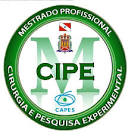 MESTRADO PROFISSIONAL
CIPE
CAPES
CIRURGIA E PESQUISA EXPERIMENTAL